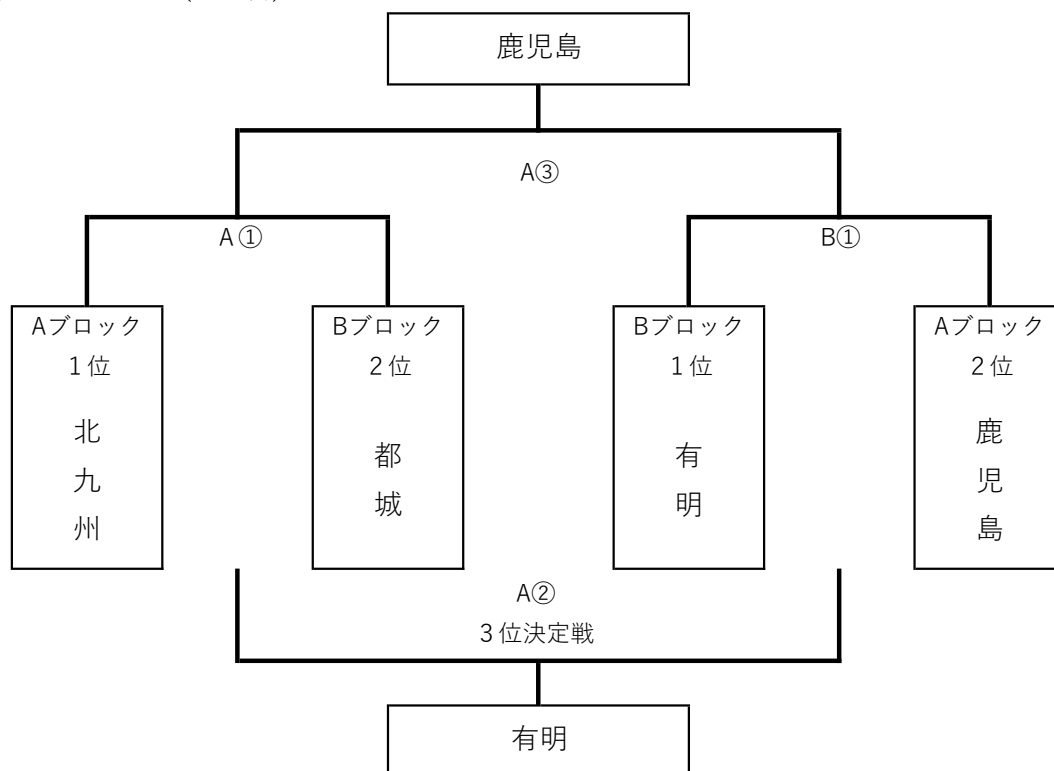 鹿児島
A③
A①
B①
Aブロック
1位
北九州
Bブロック
2位
都城
Bブロック
1位
有明
Aブロック
2位
鹿児島
A②
3位決定戦
有明